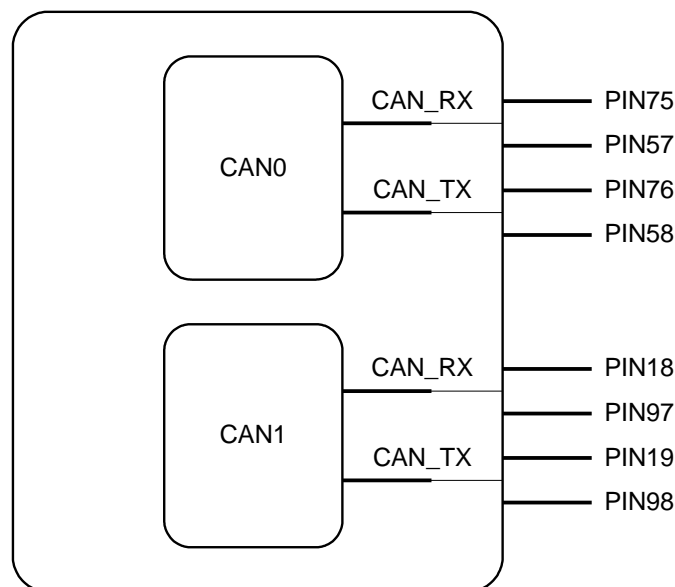 CAN_RX
PIN75
PIN57
CAN0
CAN_TX
PIN76
PIN58
CAN_RX
PIN18
PIN97
CAN1
CAN_TX
PIN19
PIN98